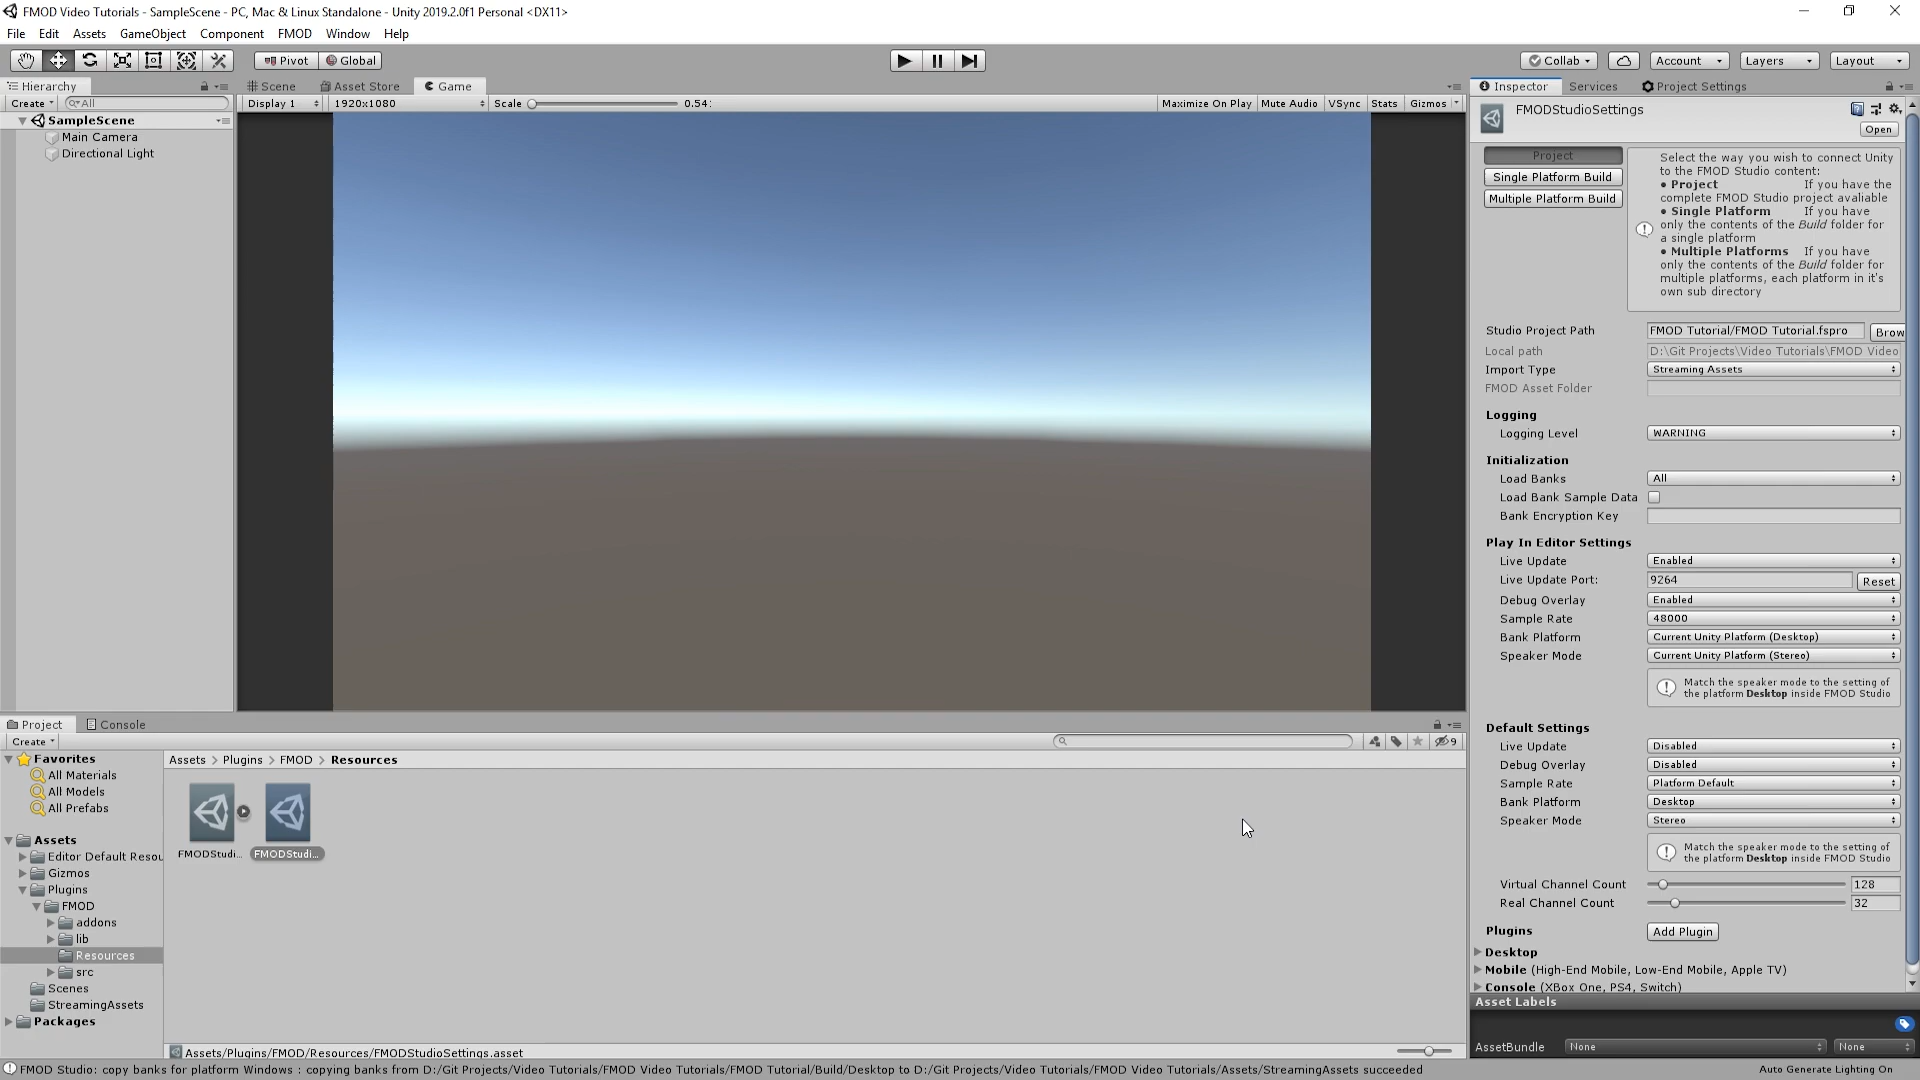 FMOD Video Tutorials - SampleScene - PC, Mac & Linux Standalone - Unity 2019.2.0f1 Personal <DX11>
File Edit Assets GameObject Component FMOD Window Help
Pivot Global Collab Account Layers Layout
Hierarchy Scene Asset Store Game Inspector Services Project Settings
Create All Display 1 1920x1080 Scale 0.54: Maximize On Play Mute Audio VSync Stats Gizmos
SampleScene
Main Camera
Directional Light
FMODStudioSettings
Open
Project
Single Platform Build
Multiple Platform Build
Select the way you wish to connect Unity
to the FMOD Studio content:
• Project If you have the
complete FMOD Studio project avaliable
• Single Platform If you have
only the contents of the Build folder for
a single platform
• Multiple Platforms If you have
only the contents of the Build folder for
multiple platforms, each platform in it's
own sub directory
Studio Project Path FMOD Tutorial/FMOD Tutorial.fspro Brow
Local path D:\Git Projects\Video Tutorials\FMOD Video
Import Type Streaming Assets
FMOD Asset Folder
Logging
Logging Level WARNING
Initialization
Load Banks All
Load Bank Sample Data
Bank Encryption Key
Play In Editor Settings
Live Update Enabled
Live Update Port: 9264 Reset
Debug Overlay Enabled
Sample Rate 48000
Bank Platform Current Unity Platform (Desktop)
Speaker Mode Current Unity Platform (Stereo)
Match the speaker mode to the setting of
the platform Desktop inside FMOD Studio
Default Settings
Live Update Disabled
Debug Overlay Disabled
Sample Rate Platform Default
Bank Platform Desktop
Speaker Mode Stereo
Match the speaker mode to the setting of
the platform Desktop inside FMOD Studio
Virtual Channel Count 128
Real Channel Count 32
Plugins Add Plugin
Desktop
Mobile (High-End Mobile, Low-End Mobile, Apple TV)
Console (XBox One, PS4, Switch)
Asset Labels
AssetBundle None None
Project Console
Create 9
Favorites
All Materials
All Models
All Prefabs
Assets
Editor Default Resou
Gizmos
Plugins
FMOD
addons
lib
Resources
src
Scenes
StreamingAssets
Packages
Assets > Plugins > FMOD > Resources
FMODStudi... FMODStudi...
Assets/Plugins/FMOD/Resources/FMODStudioSettings.asset
FMOD Studio: copy banks for platform Windows : copying banks from D:/Git Projects/Video Tutorials/FMOD Video Tutorials/FMOD Tutorial/Build/Desktop to D:/Git Projects/Video Tutorials/FMOD Video Tutorials/Assets/StreamingAssets succeeded
Auto Generate Lighting On